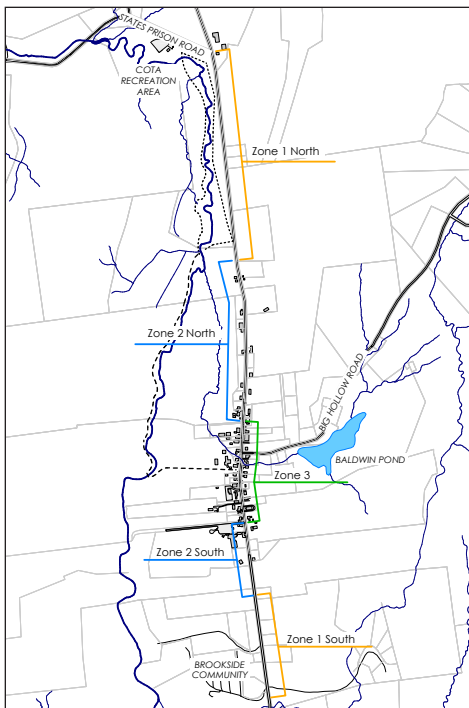 STATES PRISON ROAD
COTA
RECREATION
AREA
Zone 1 North
Zone 2 North
BIG HOLLOW ROAD
BALDWIN POND
Zone 3
Zone 2 South
Zone 1 South
BROOKSIDE
COMMUNITY